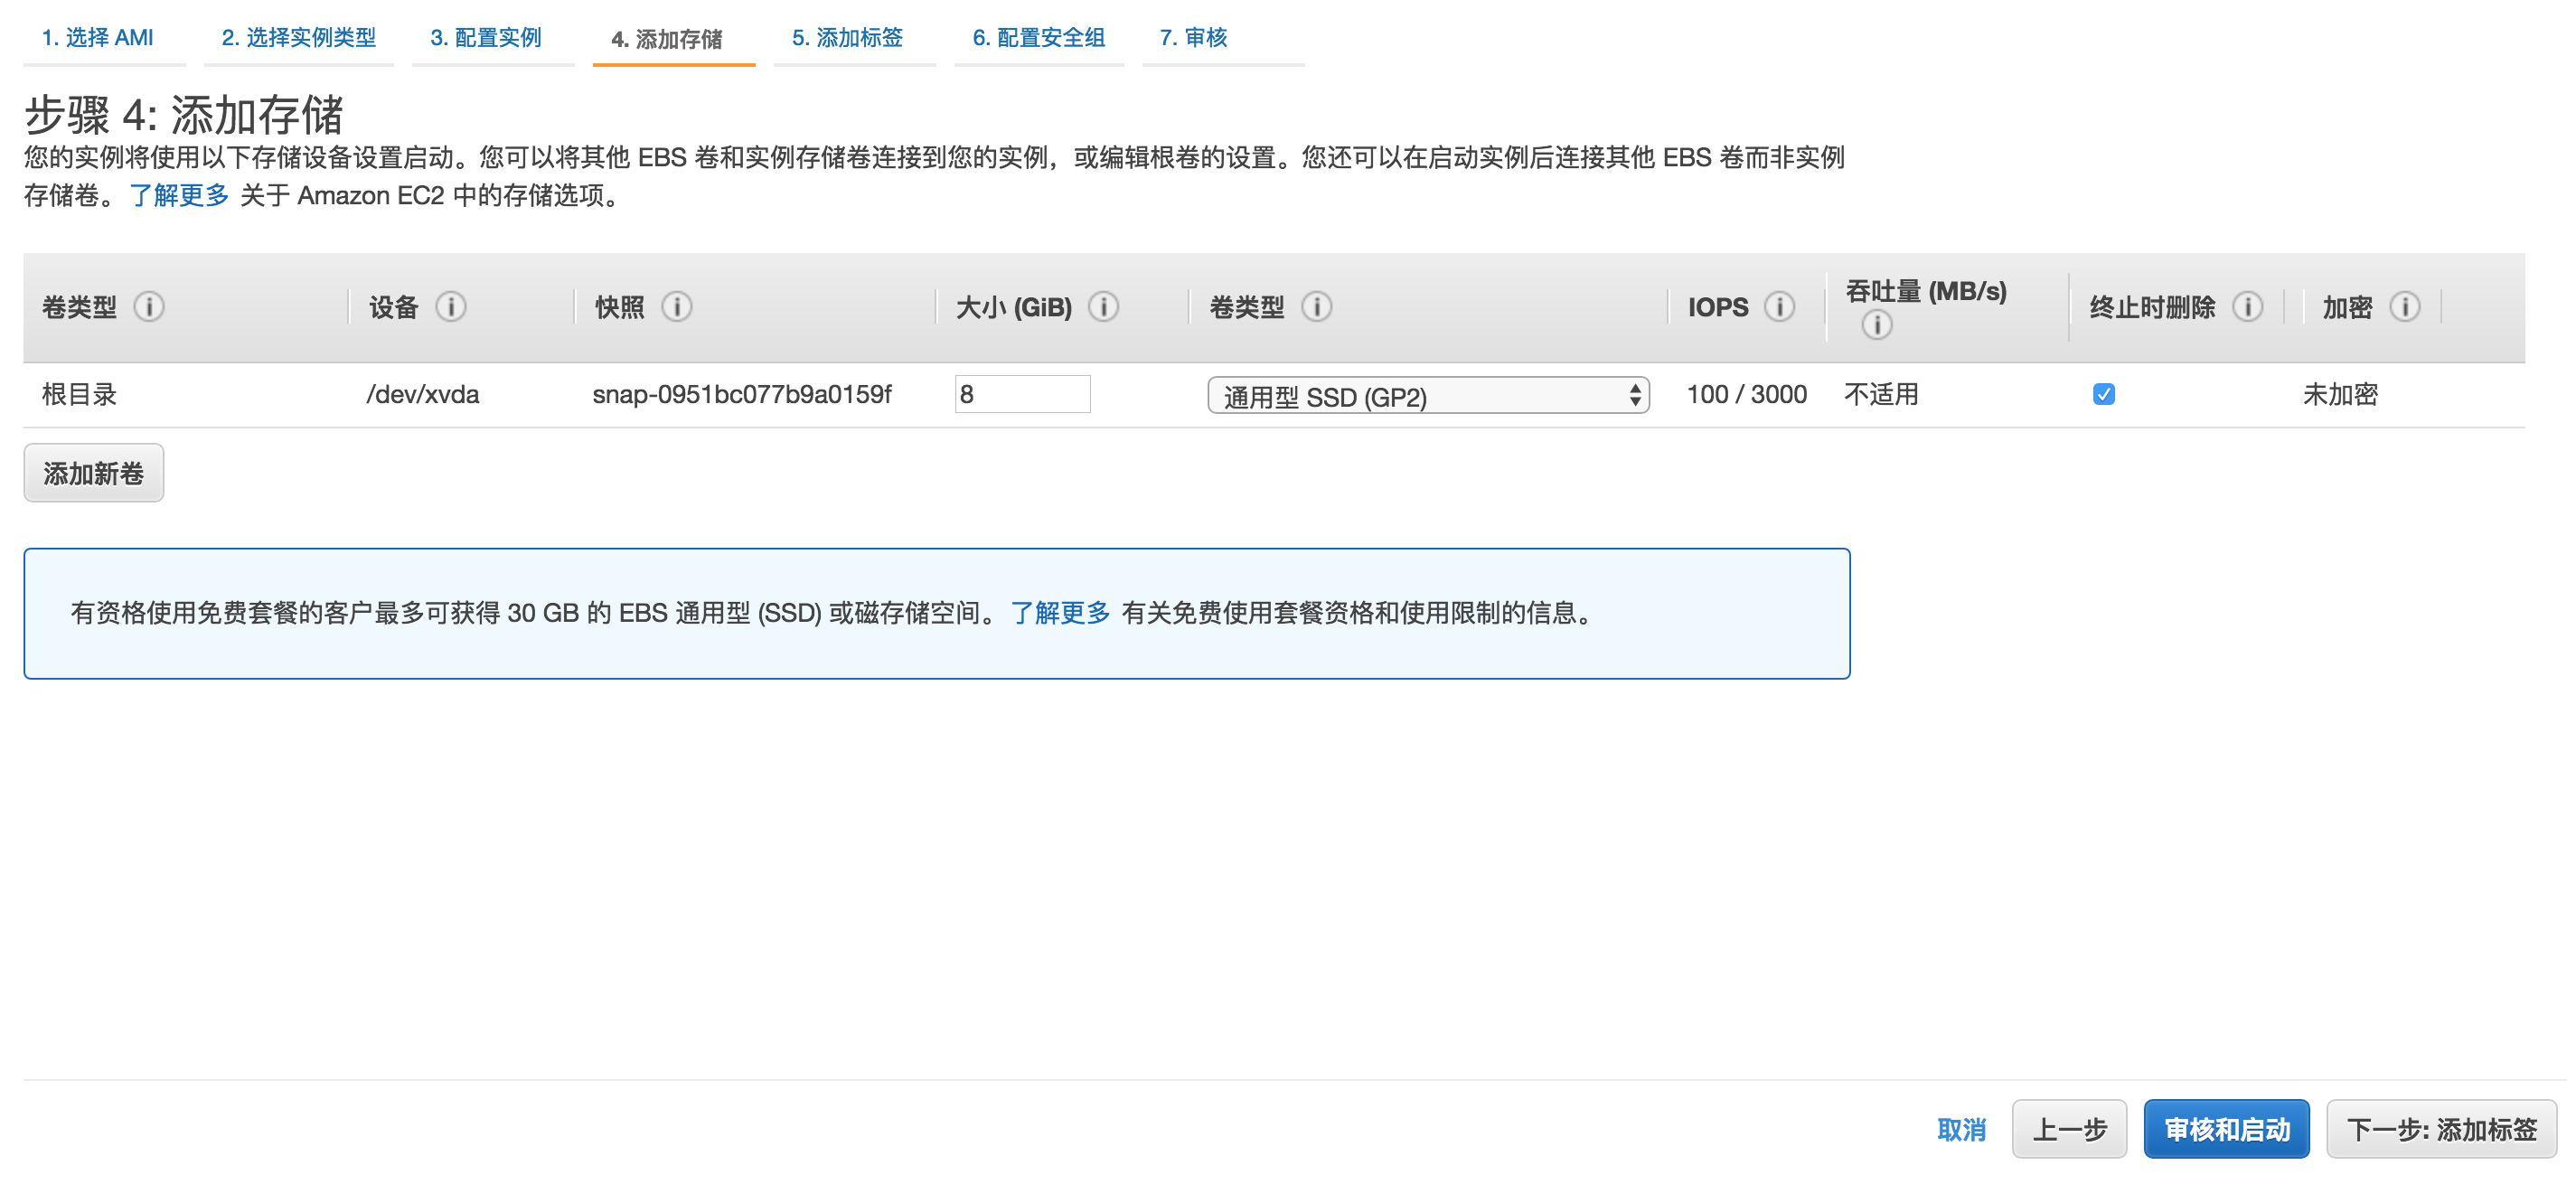 1. 选择 AMI 2. 选择实例类型 3. 配置实例 4. 添加存储 5. 添加标签 6. 配置安全组 7. 审核
步骤 4: 添加存储
您的实例将使用以下存储设备设置启动。您可以将其他 EBS 卷和实例存储卷连接到您的实例，或编辑根卷的设置。您还可以在启动实例后连接其他 EBS 卷而非实例
存储卷。 了解更多 关于 Amazon EC2 中的存储选项。
卷类型 设备 快照 大小 (GiB) 卷类型 IOPS 吞吐量 (MB/s) 终止时删除 加密
根目录 /dev/xvda snap-0951bc077b9a0159f 8 通用型 SSD (GP2) 100 / 3000 不适用 未加密
添加新卷
有资格使用免费套餐的客户最多可获得 30 GB 的 EBS 通用型 (SSD) 或磁存储空间。 了解更多 有关免费使用套餐资格和使用限制的信息。
取消 上一步 审核和启动 下一步: 添加标签